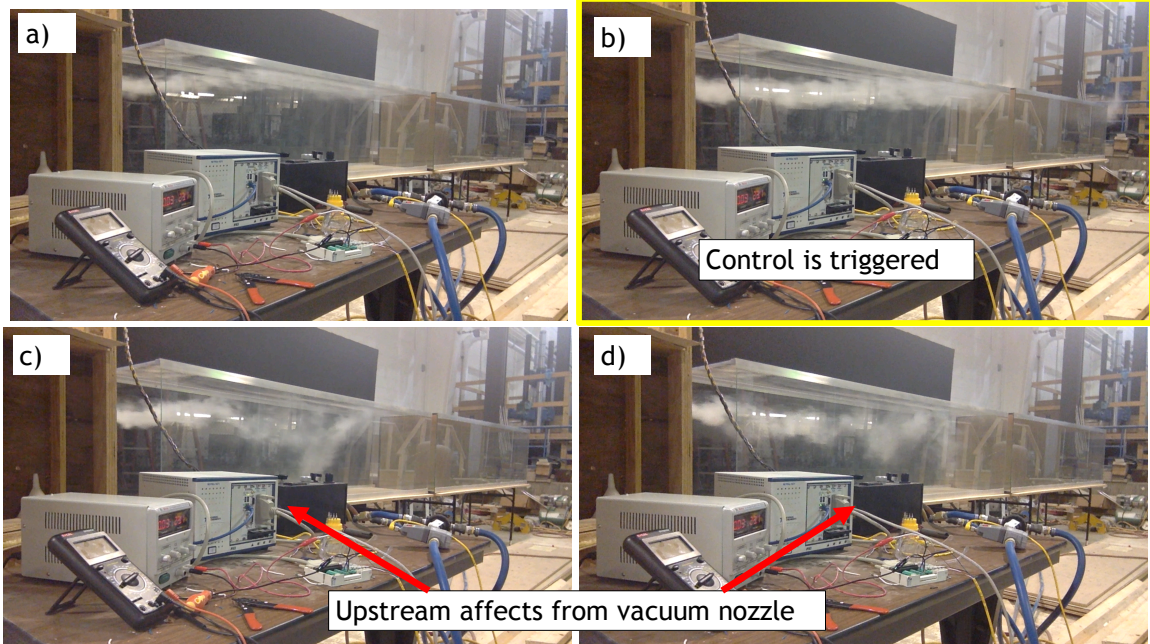 a)
b)
Control is triggered
c)
d)
Upstream affects from vacuum nozzle